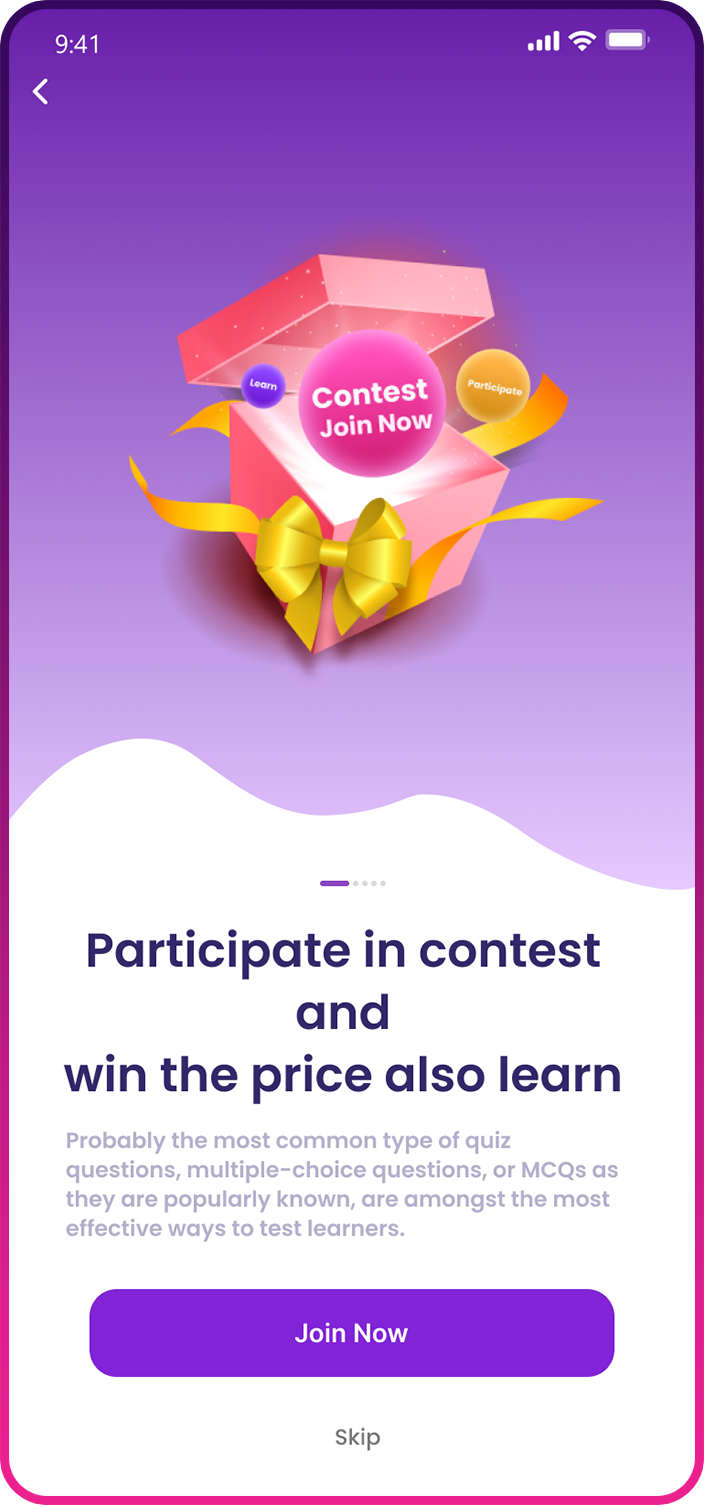 9:41
Learn
Contest
Join Now
Participate
Participate in contest
and
win the price also learn
Probably the most common type of quiz
questions, multiple-choice questions, or MCQs as
they are popularly known, are amongst the most
effective ways to test learners.
Join Now
Skip